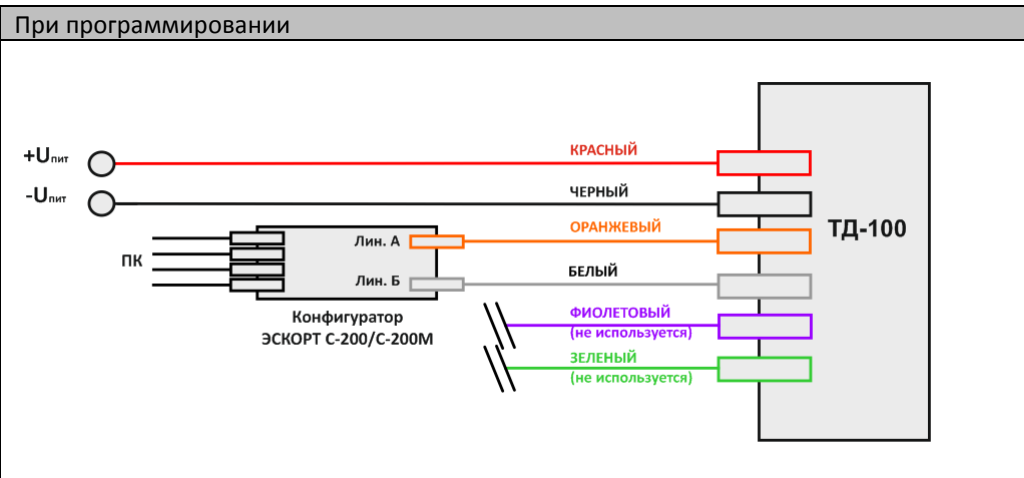 При программировании
+Uпит
КРАСНЫЙ
-Uпит
ЧЕРНЫЙ
ОРАНЖЕВЫЙ
ТД-100
Лин. А
ПК
БЕЛЫЙ
Лин. Б
Конфигуратор
ЭСКОРТ С-200/С-200М
ФИОЛЕТОВЫЙ
(не используется)
ЗЕЛЕНЫЙ
(не используется)